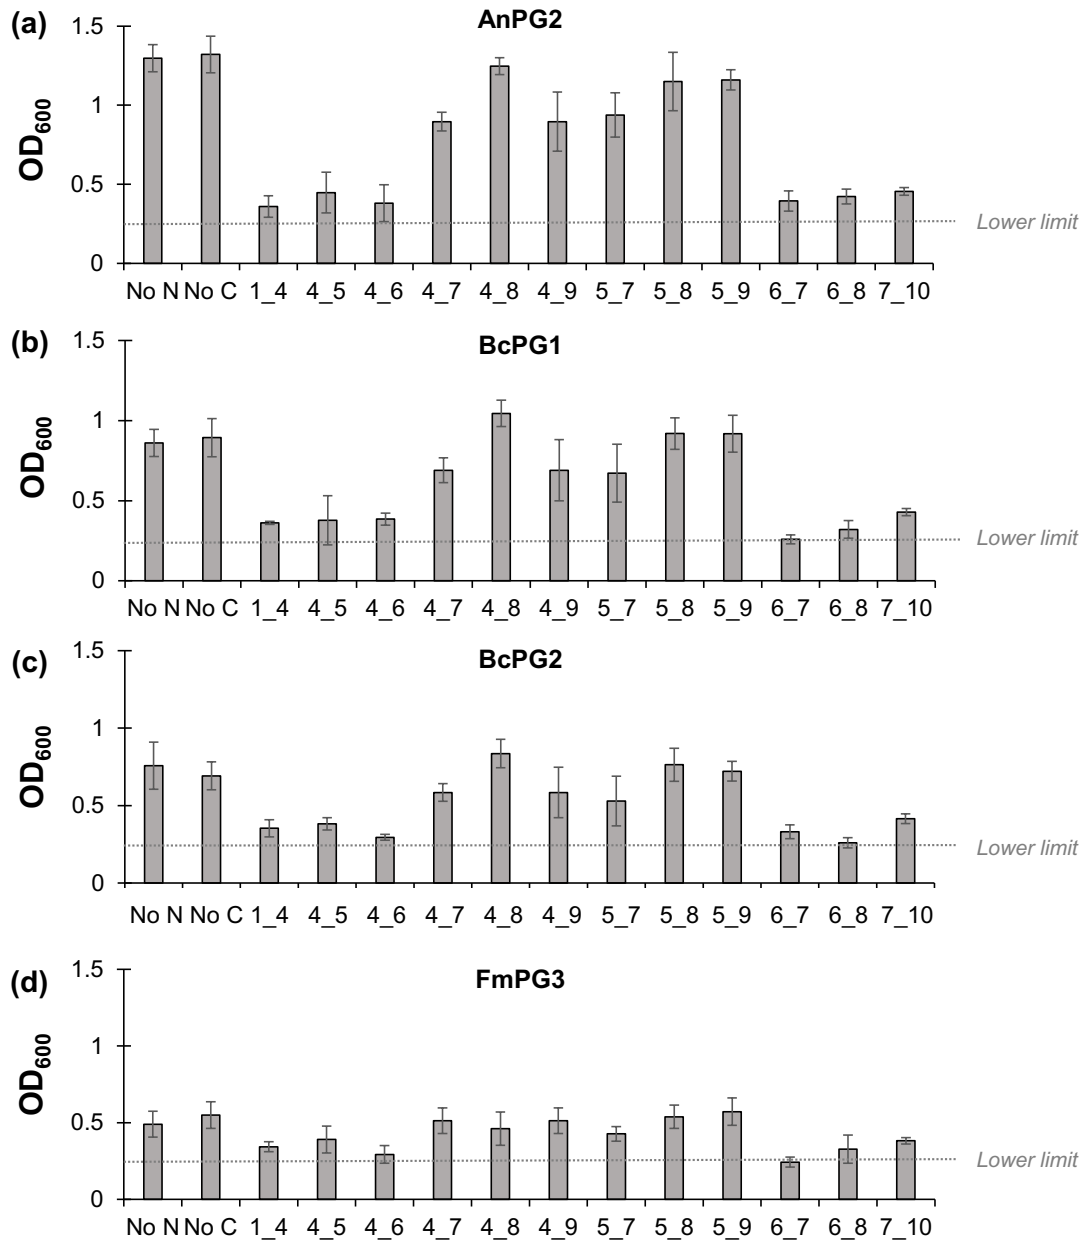 (a) AnPG2
1.5
1
0.5
0
OD600
Lower limit
No N No C 1_4 4_5 4_6 4_7 4_8 4_9 5_7 5_8 5_9 6_7 6_8 7_10
(b) BcPG1
1.5
1
0.5
0
OD600
Lower limit
No N No C 1_4 4_5 4_6 4_7 4_8 4_9 5_7 5_8 5_9 6_7 6_8 7_10
(c) BcPG2
1.5
1
0.5
0
OD600
Lower limit
No N No C 1_4 4_5 4_6 4_7 4_8 4_9 5_7 5_8 5_9 6_7 6_8 7_10
(d) FmPG3
1.5
1
0.5
0
OD600
Lower limit
No N No C 1_4 4_5 4_6 4_7 4_8 4_9 5_7 5_8 5_9 6_7 6_8 7_10